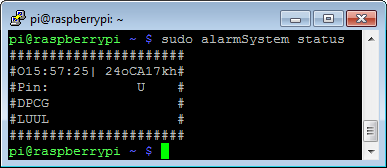 pi@raspberrypi: ~
pi@raspberrypi ~ $ sudo alarmSystem status
######################
#O15:57:25| 24oCA17kh#
#Pin:          U     #
#DPCG                #
#LUUL                #
######################
pi@raspberrypi ~ $